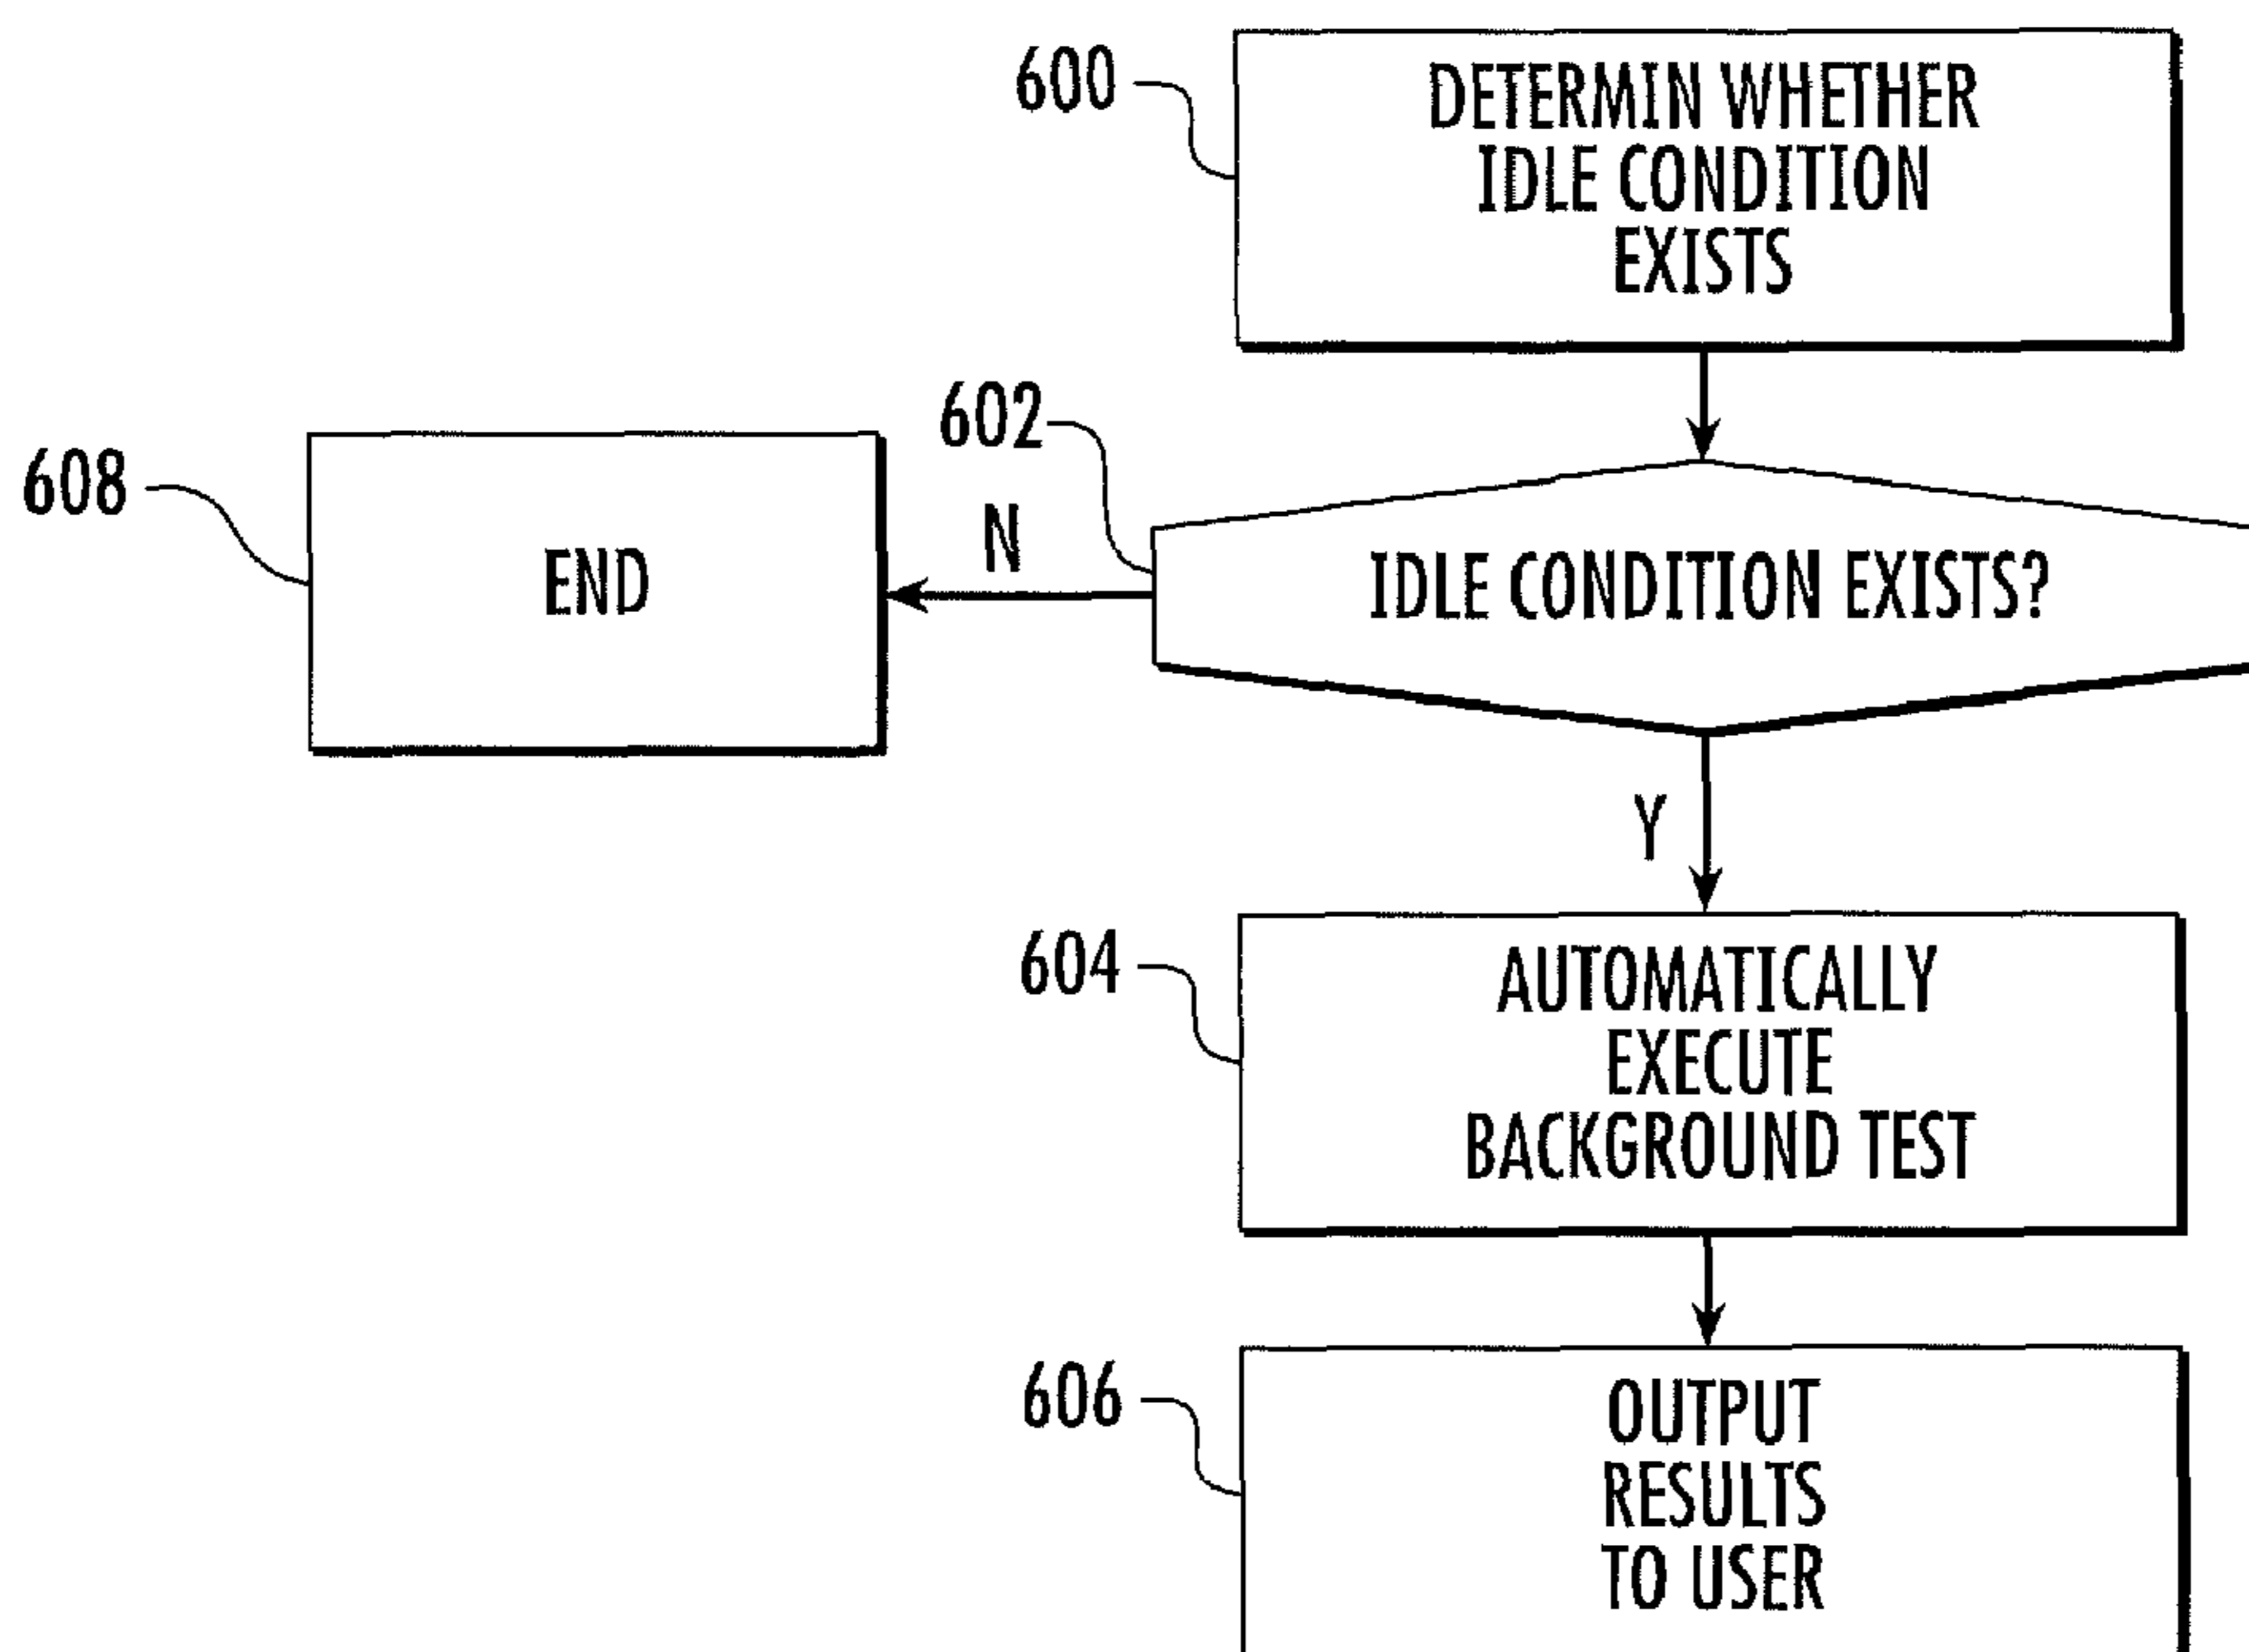 600
DETERMIN WHETHER
IDLE CONDITION
EXISTS
602
608
N
END
IDLE CONDITION EXISTS?
Y
604
AUTOMATICALLY
EXECUTE
BACKGROUND TEST
606
OUTPUT
RESULTS
TO USER